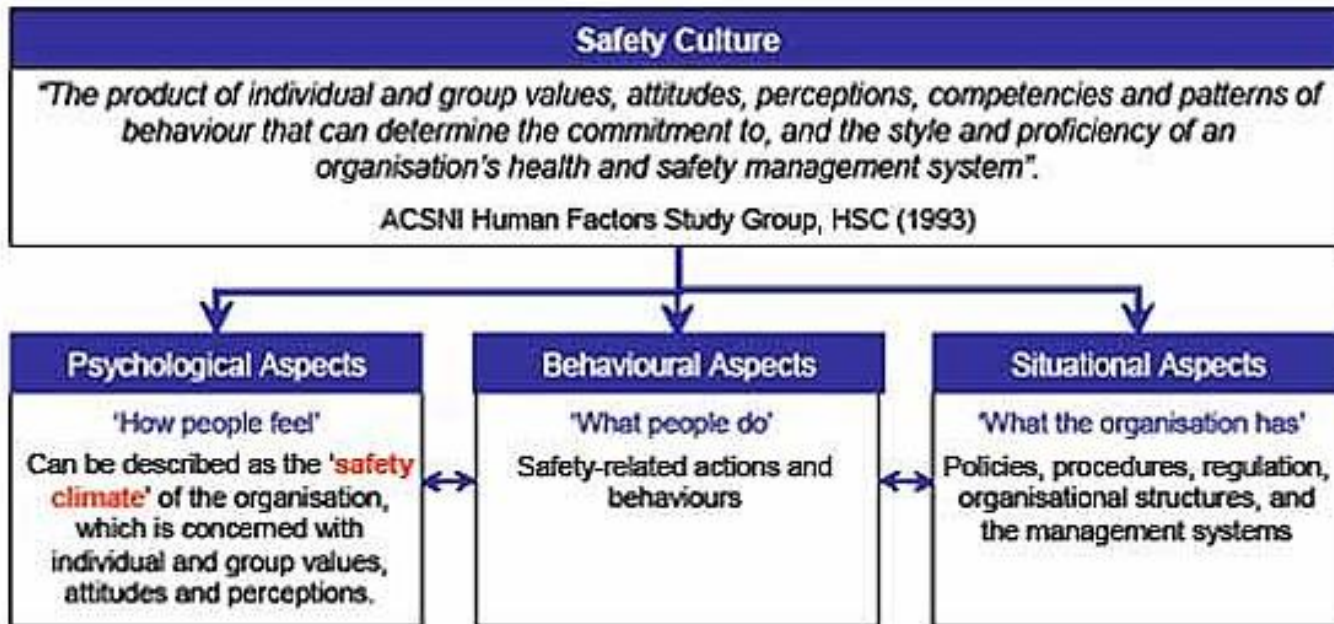 Safety Culture
"The product of individual and group values, attitudes, perceptions, competencies and patterns of
behaviour that can determine the commitment to, and the style and proficiency of an
organisation's health and safety management system".
ACSNI Human Factors Study Group, HSC (1993)
Psychological Aspects
'How people feel'
Can be described as the 'safety
climate' of the organisation,
which is concerned with
individual and group values,
attitudes and perceptions.
Behavioural Aspects
'What people do'
Safety-related actions and
behaviours
Situational Aspects
'What the organisation has'
Policies, procedures, regulation,
organisational structures, and
the management systems